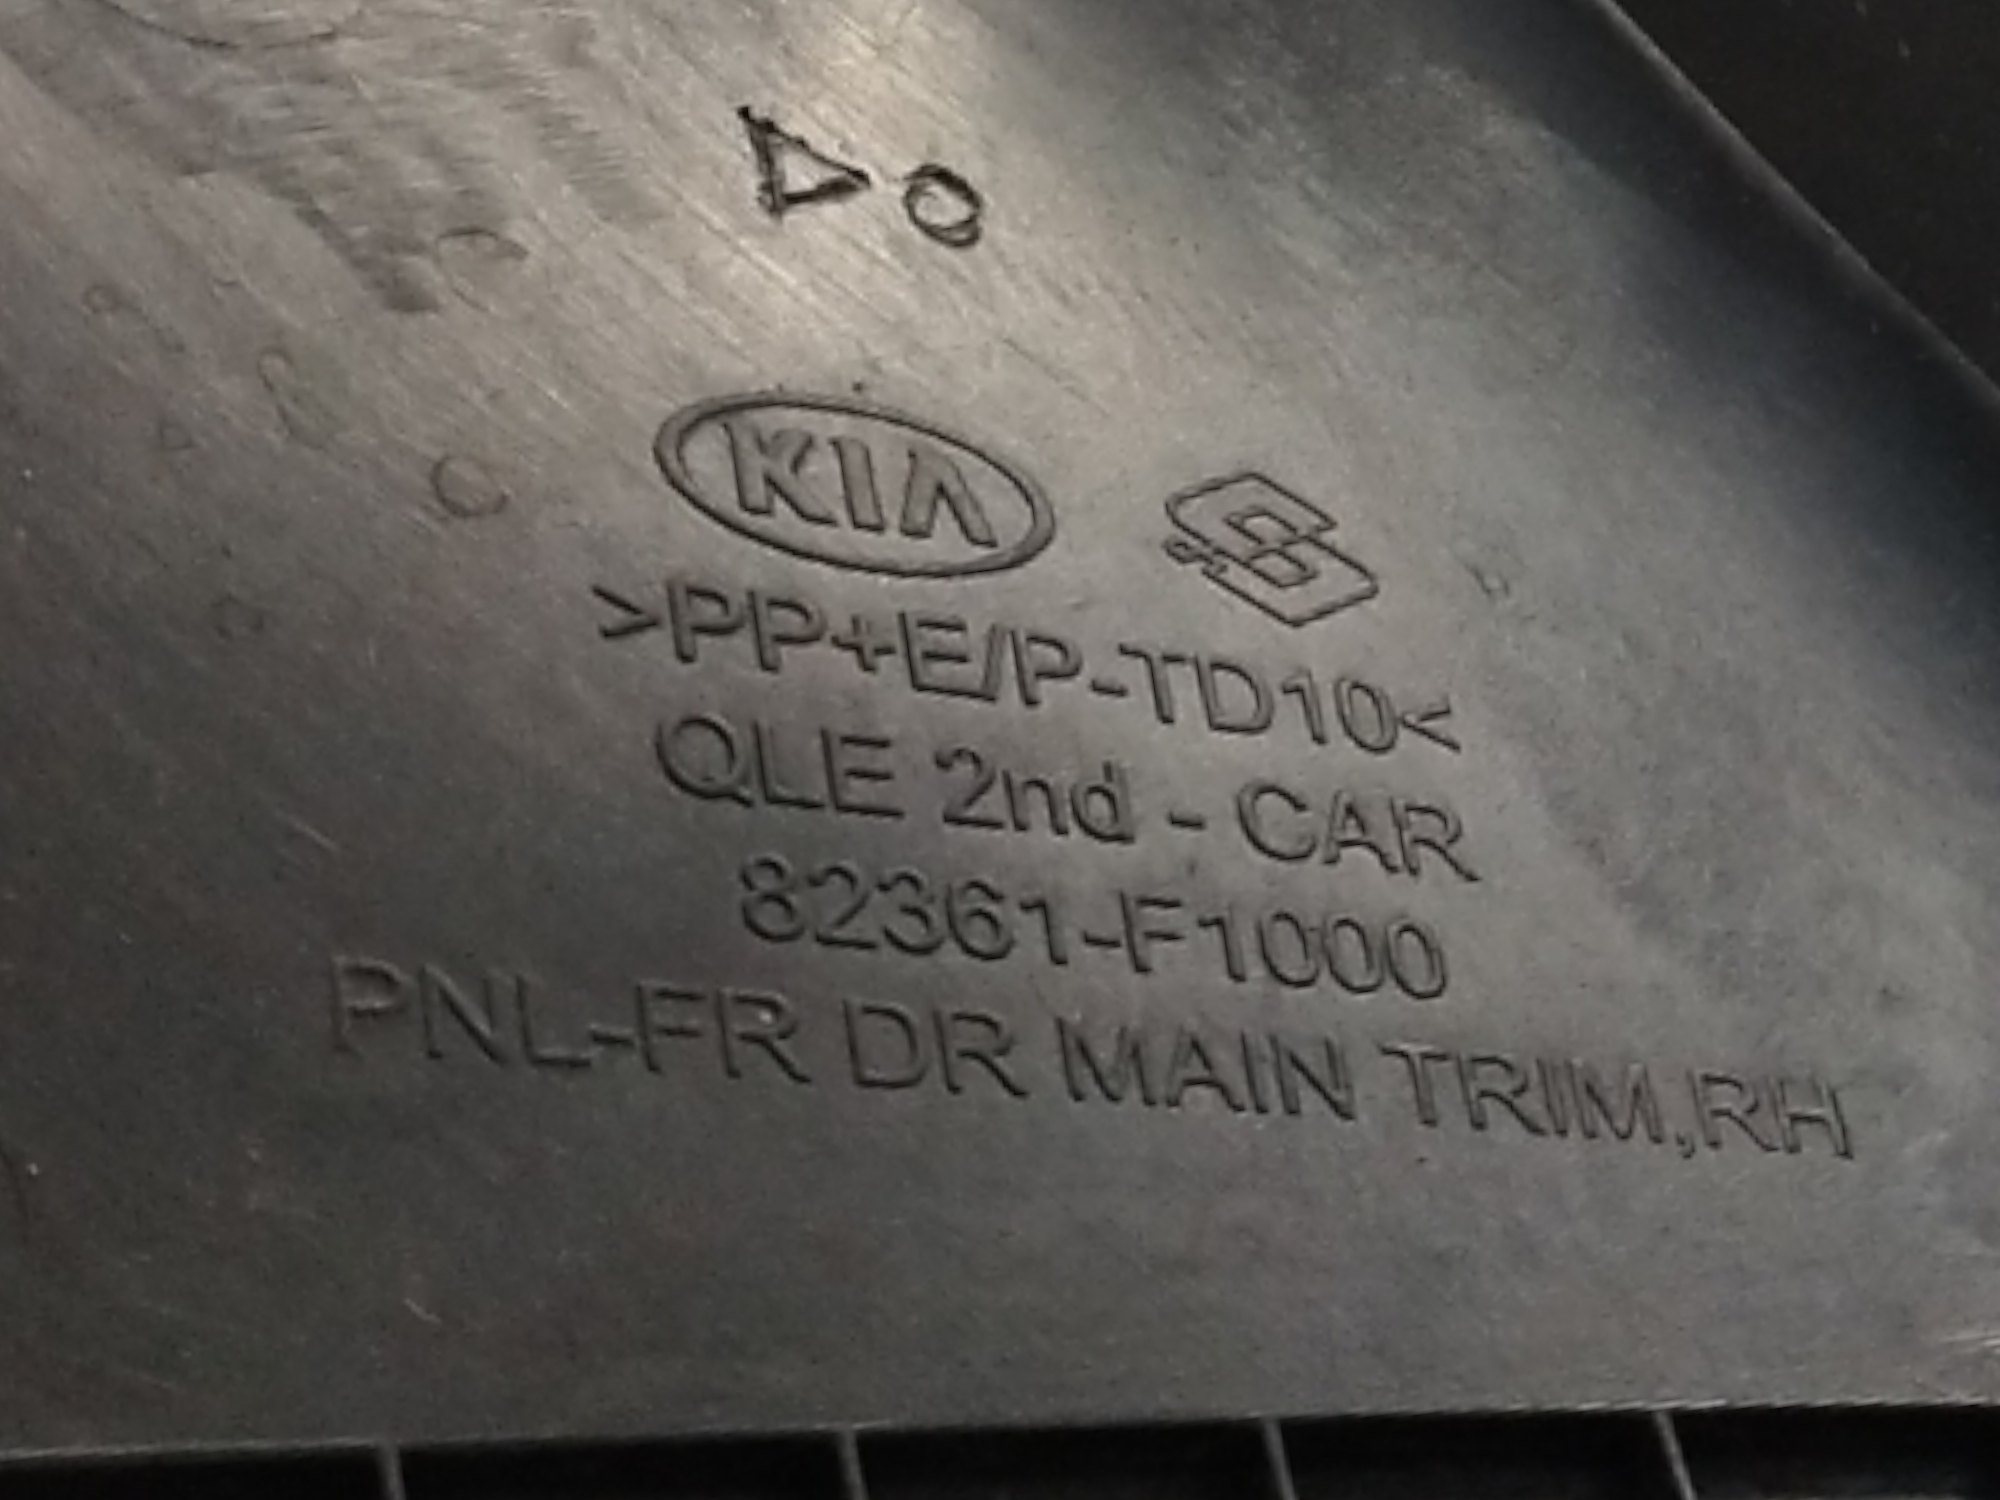 KIA
>PP+E/P-TD10<
QLE 2nd - CAR
82361-F1000
PNL-FR DR MAIN TRIM,RH